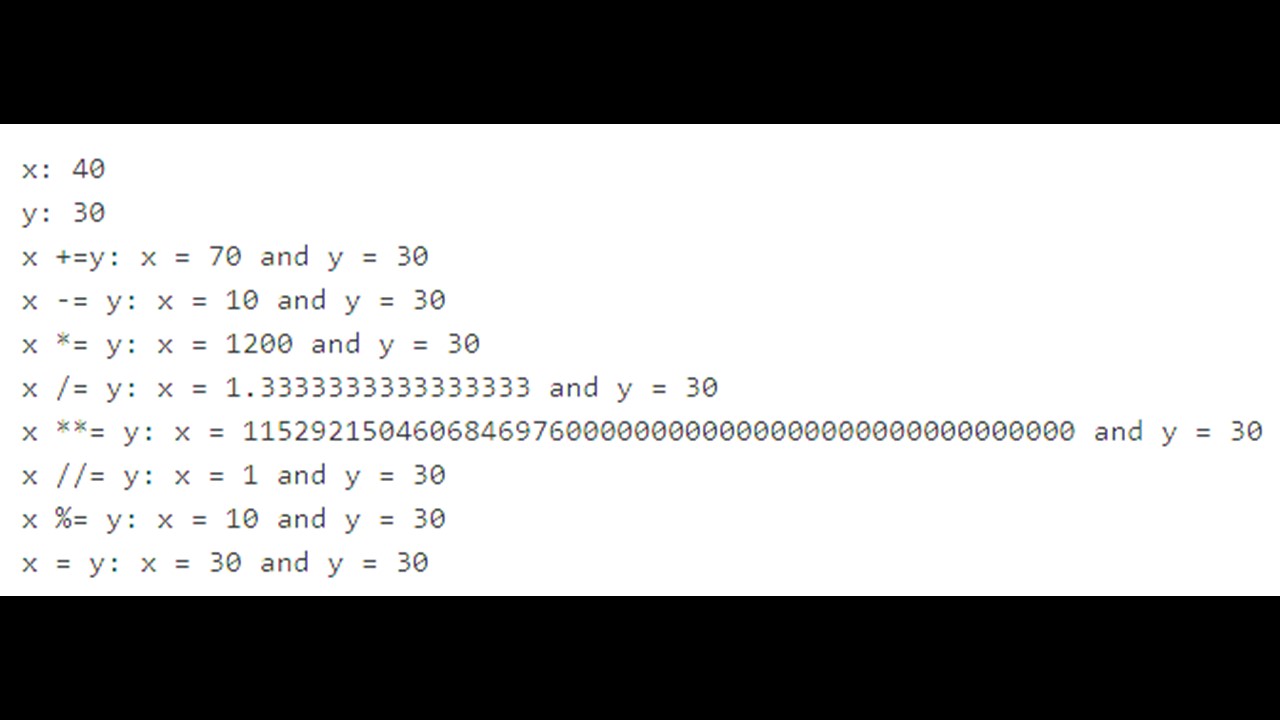 x: 40
y: 30
x +=y: x = 70 and y = 30
x -= y: x = 10 and y = 30
x *= y: x = 1200 and y = 30
x /= y: x = 1.3333333333333333 and y = 30
x **= y: x = 1152921504606846976000000000000000000000000000000 and y = 30
x //= y: x = 1 and y = 30
x %= y: x = 10 and y = 30
x = y: x = 30 and y = 30